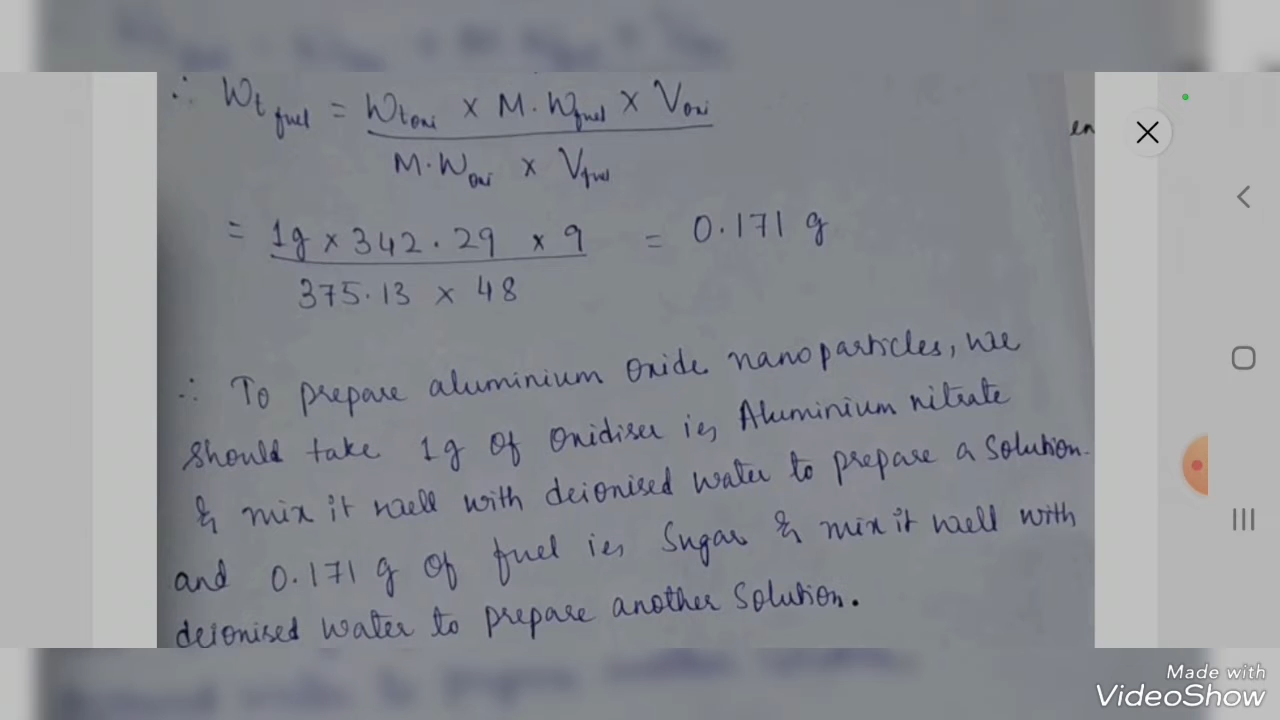 ∴ Wt fuel = Wt oxi × M.W fuel × V oxi
M.W oxi × V fuel
= 1g × 342.29 × 9 = 0.171 g
375.13 × 48
∴ To prepare aluminium oxide nanoparticles, we
should take 1g of oxidiser ie, Aluminium nitrate
& mix it well with deionised water to prepare a solution.
and 0.171 g of fuel ie, Sugar & mix it well with
deionised water to prepare another solution.
en
Made with
VideoShow